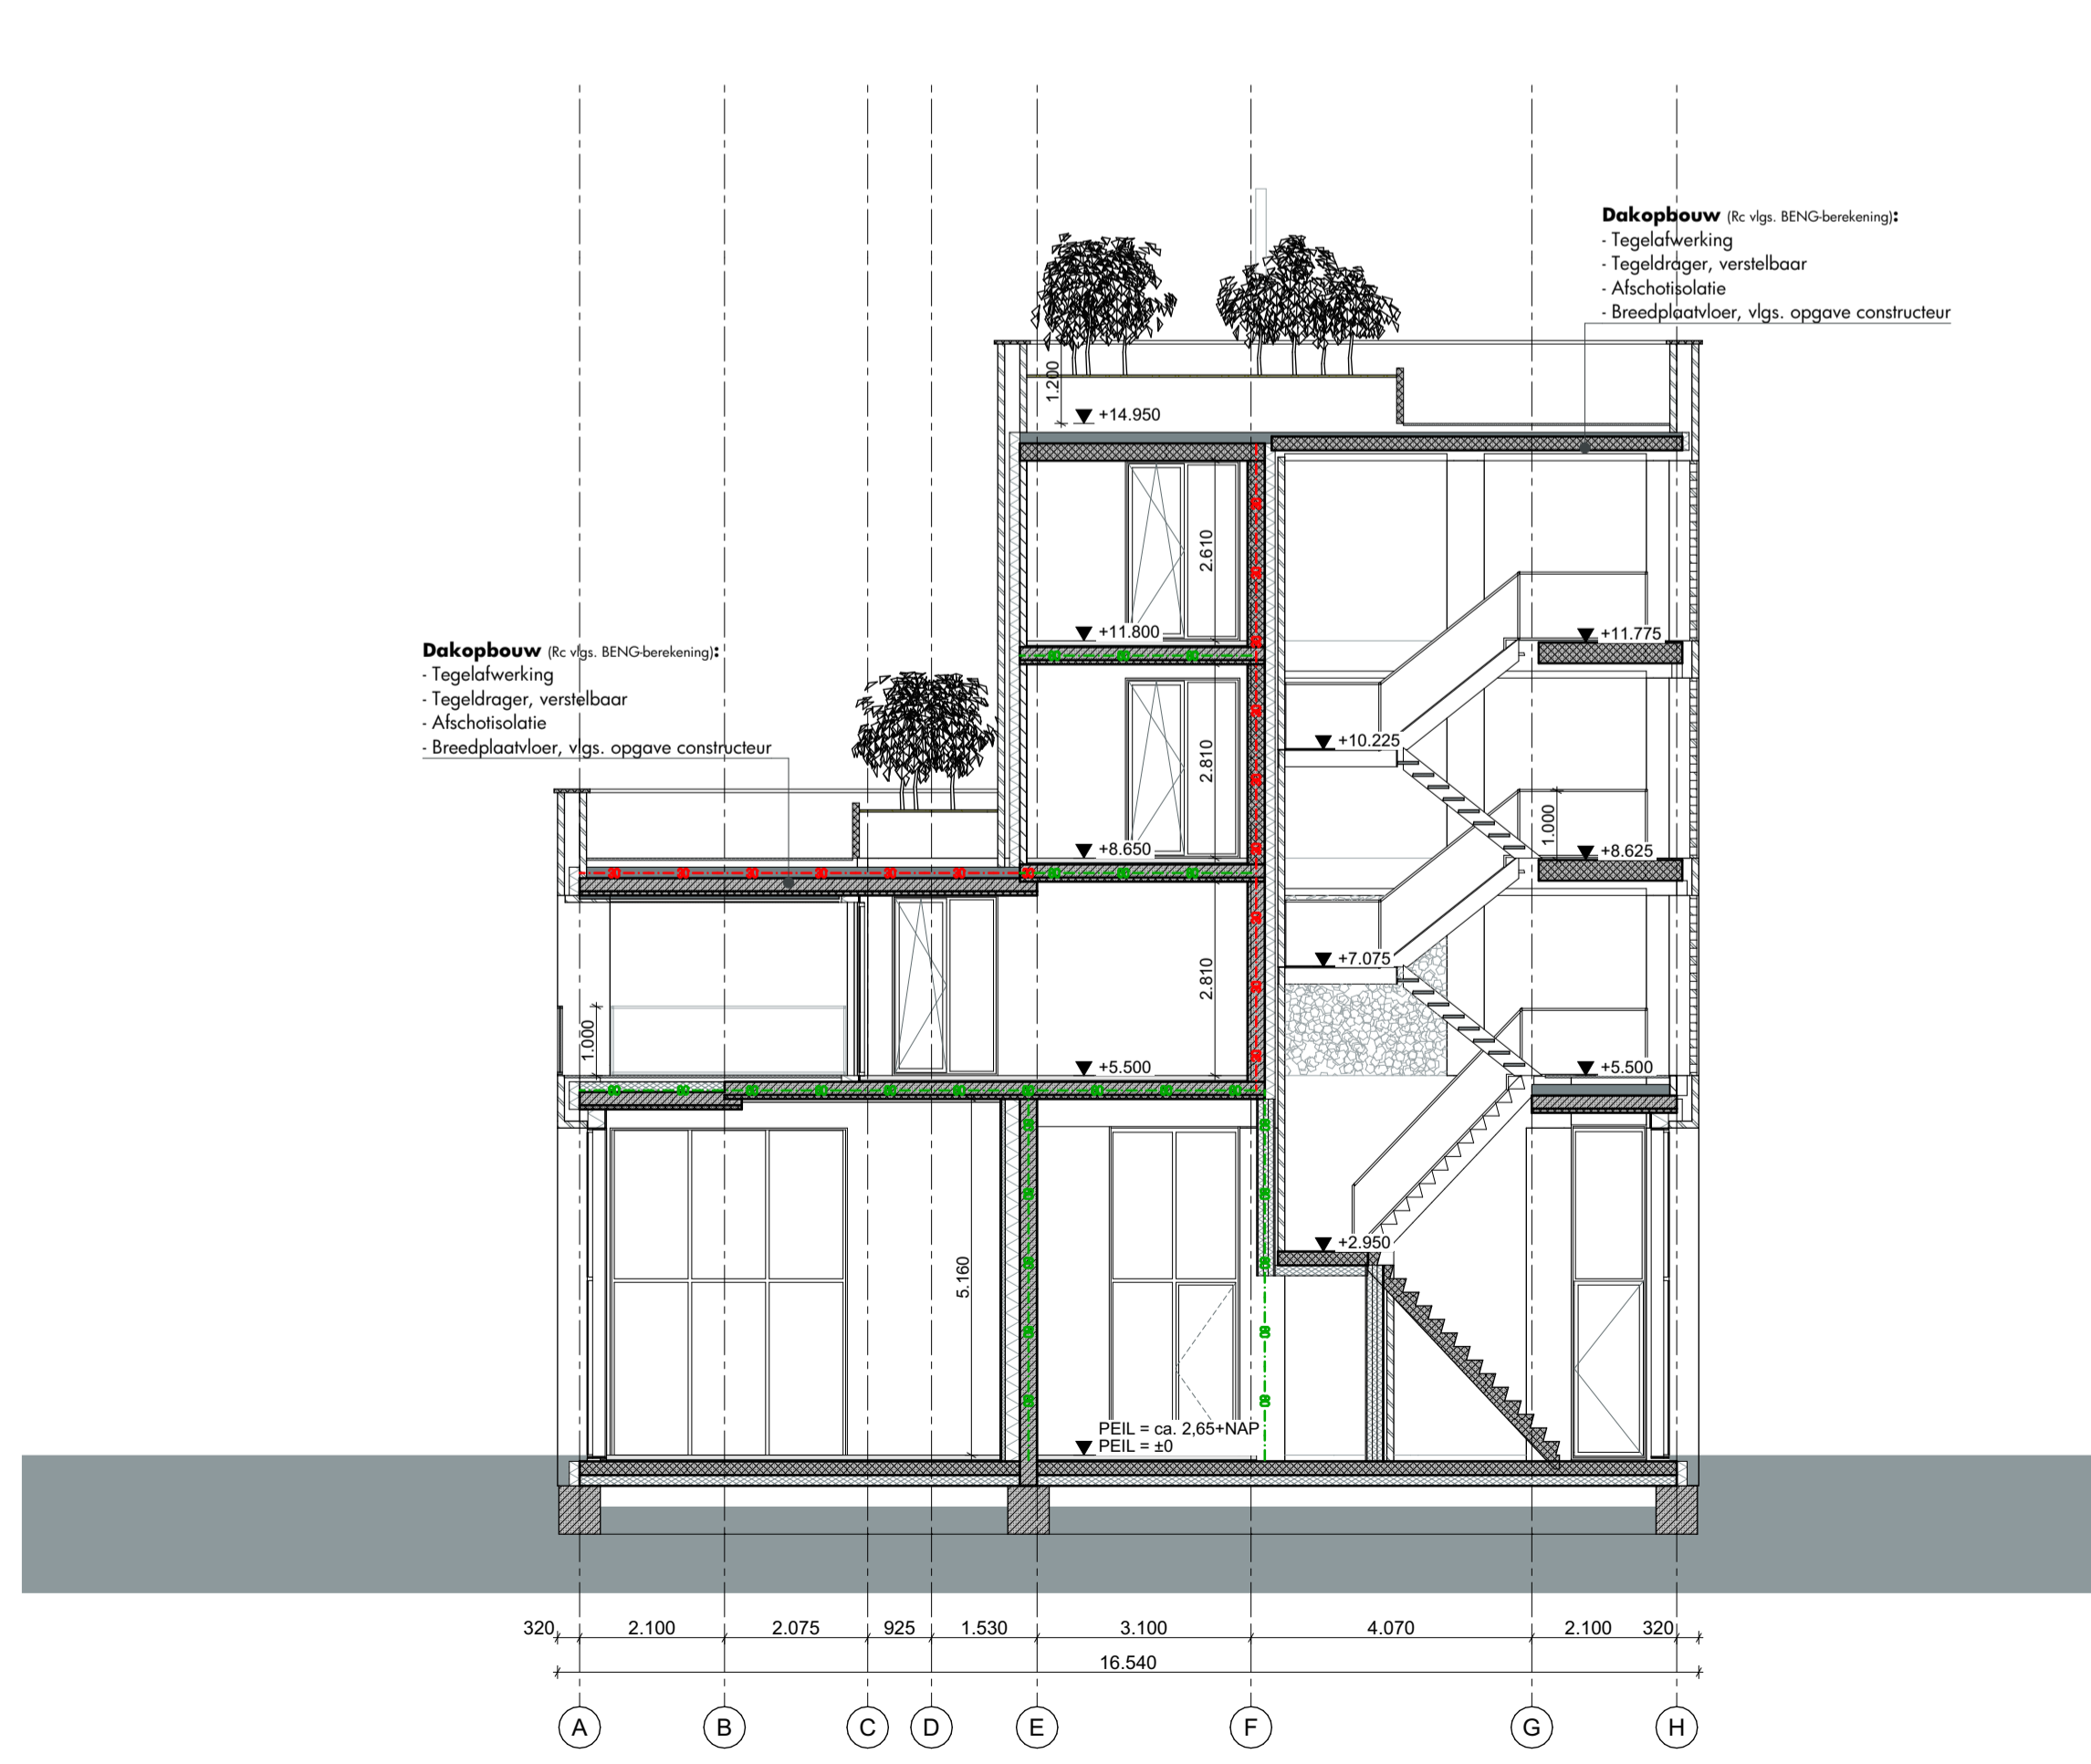 Dakopbouw (Rc vlgs. BENG-berekening):
- Tegelafwerking
- Tegeldrager, verstelbaar
- Afschotisolatie
- Breedplaatvloer, vlgs. opgave constructeur
1.200
+14.950
2.610
+11.800
+11.775
Dakopbouw (Rc vlgs. BENG-berekening):
- Tegelafwerking
- Tegeldrager, verstelbaar
- Afschotisolatie
- Breedplaatvloer, vlgs. opgave constructeur
+10.225
2.810
1.000
+8.650
+8.625
2.810
+7.075
1.000
+5.500
+5.500
+2.950
5.160
PEIL = ca. 2,65+NAP
PEIL = ±0
320 2.100 2.075 925 1.530 3.100 4.070 2.100 320
16.540
A B C D E F G H